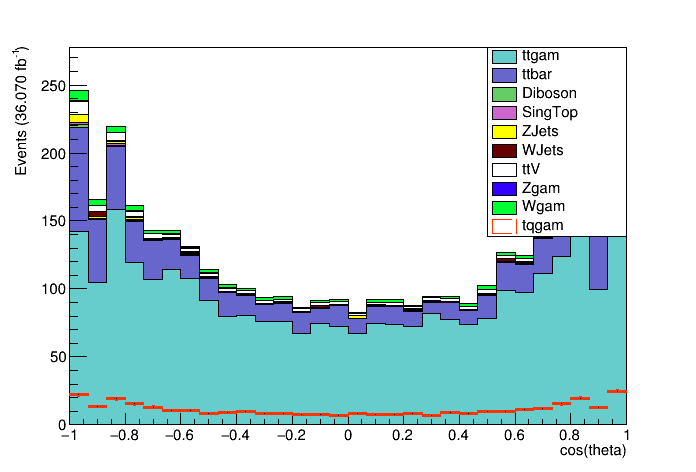 Events (36.070 fb⁻¹)
250
200
150
100
50
0
ttgam
ttbar
Diboson
SingTop
ZJets
WJets
ttV
Zgam
Wgam
tqgam
−1 −0.8 −0.6 −0.4 −0.2 0 0.2 0.4 0.6 0.8 1
cos(theta)